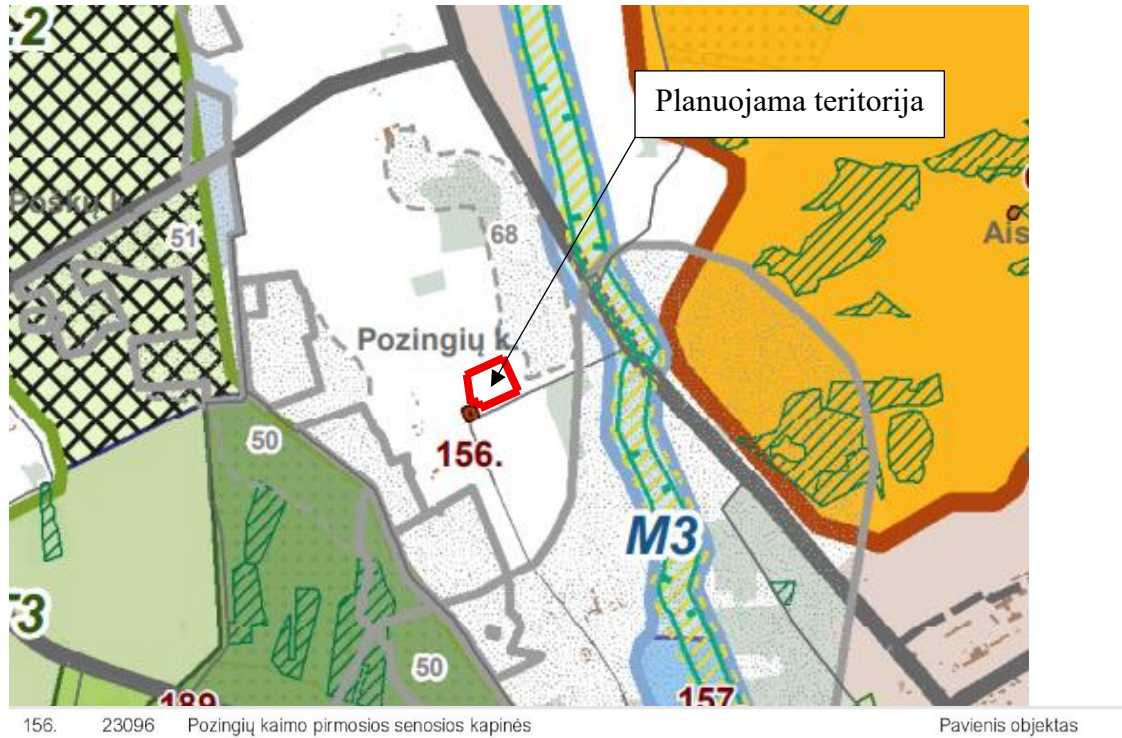 2
Planuojama teritorija
Poškų k.
51
68
Ais
Pozingių k.
50
156.
M3
3
50
189
157
156. 23096 Pozingių kaimo pirmosios senosios kapinės Pavienis objektas